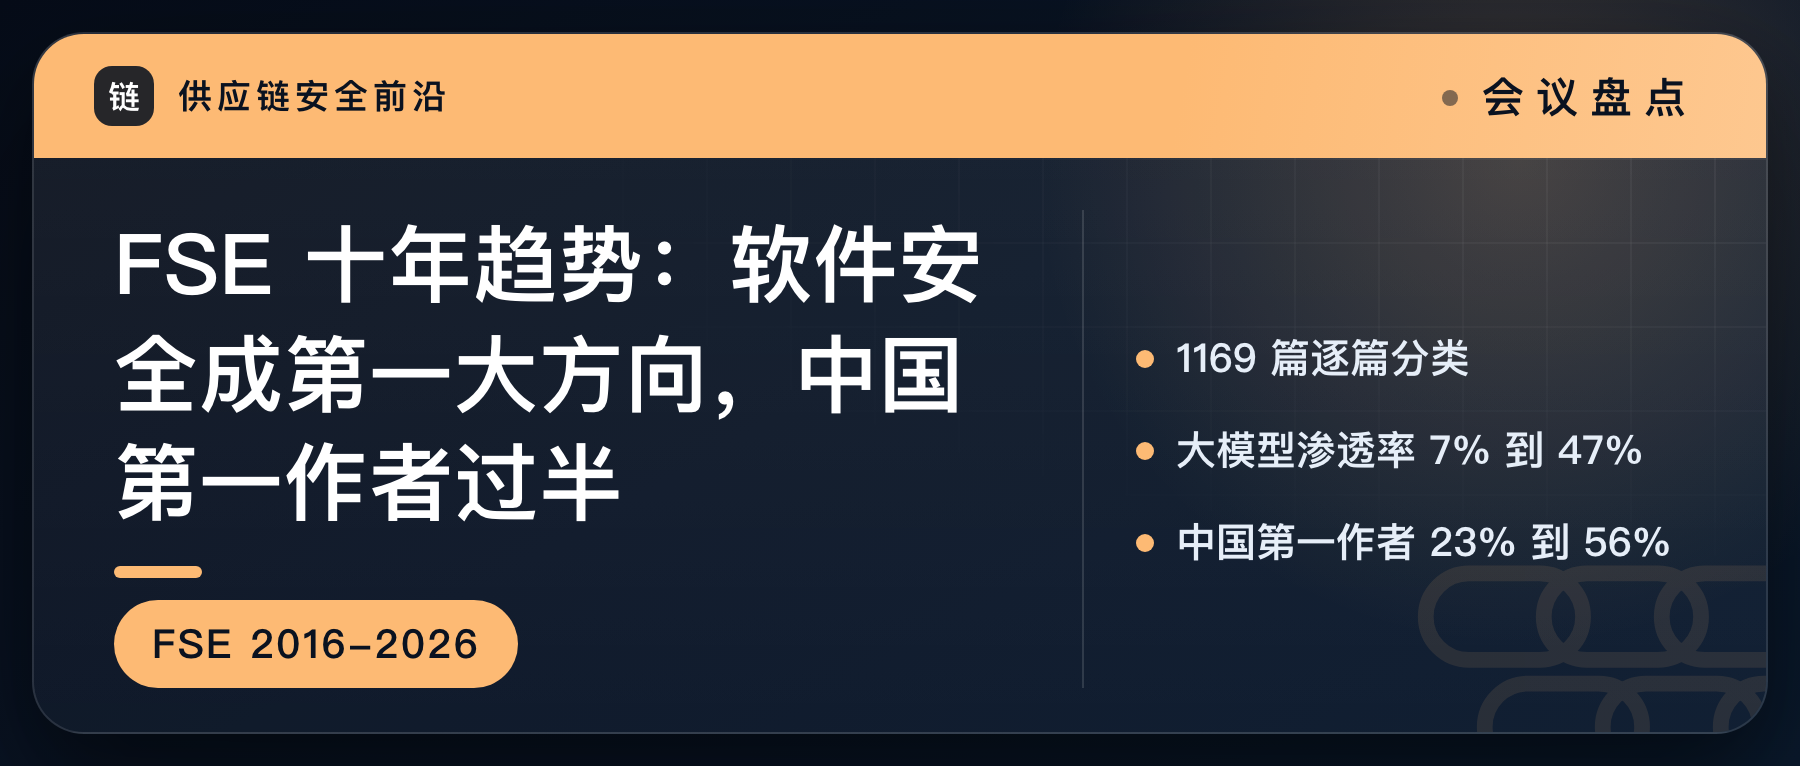 链 供应链安全前沿
会议盘点
FSE 十年趋势：软件安
全成第一大方向，中国
第一作者过半
FSE 2016–2026
1169 篇逐篇分类
大模型渗透率 7% 到 47%
中国第一作者 23% 到 56%